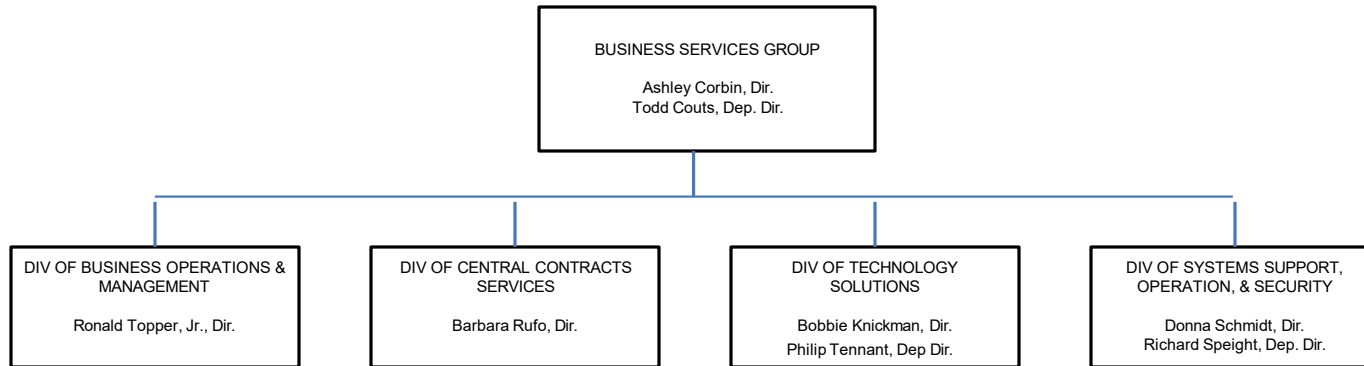 BUSINESS SERVICES GROUP
Ashley Corbin, Dir.
Todd Couts, Dep. Dir.
DIV OF BUSINESS OPERATIONS &
MANAGEMENT
Ronald Topper, Jr., Dir.
DIV OF CENTRAL CONTRACTS
SERVICES
Barbara Rufo, Dir.
DIV OF TECHNOLOGY
SOLUTIONS
Bobbie Knickman, Dir.
Philip Tennant, Dep Dir.
DIV OF SYSTEMS SUPPORT,
OPERATION, & SECURITY
Donna Schmidt, Dir.
Richard Speight, Dep. Dir.